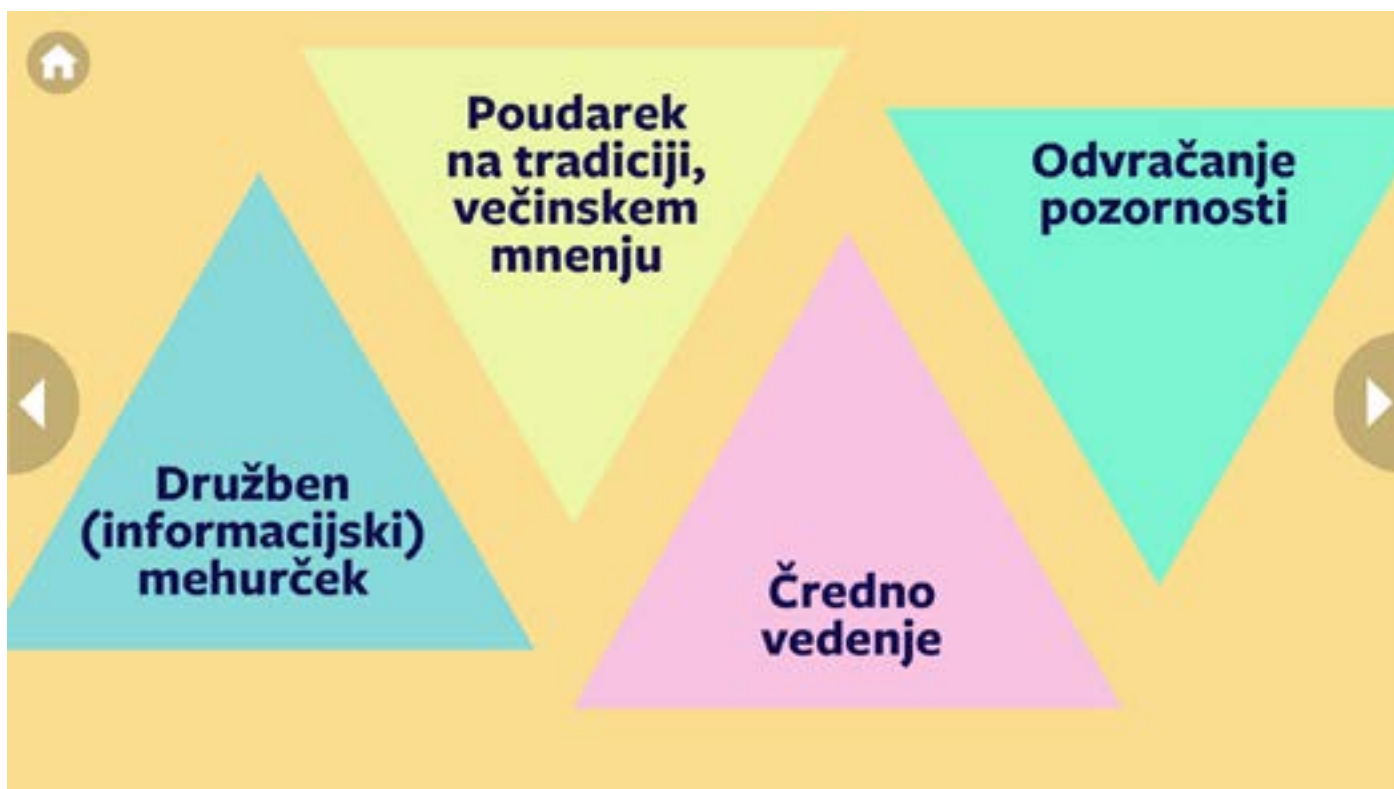 Poudarek
na tradiciji,
večinskem
mnenju
Odvračanje
pozornosti
Družben
(informacijski)
mehurček
Čredno
vedenje